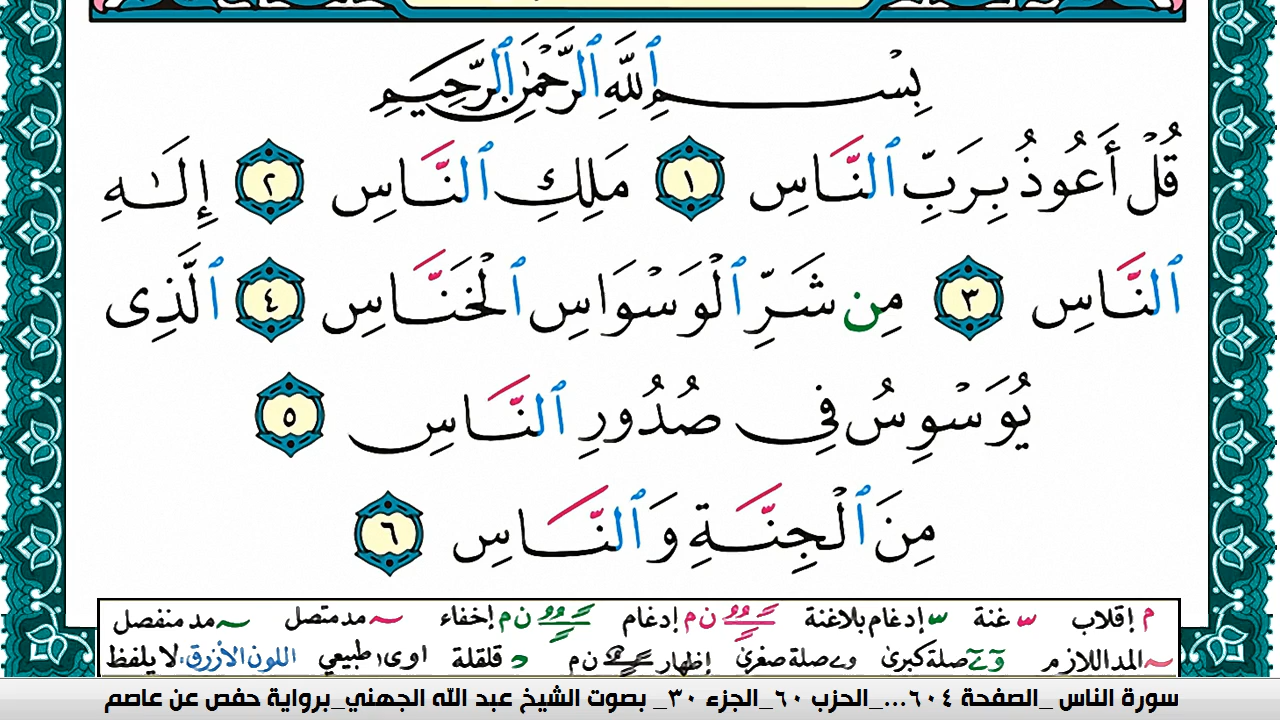 بِسْمِ ٱللَّهِ ٱلرَّحْمَٰنِ ٱلرَّحِيمِ
قُلْ أَعُوذُ بِرَبِّ ٱلنَّاسِ ١ مَلِكِ ٱلنَّاسِ ٢ إِلَٰهِ
ٱلنَّاسِ ٣ مِن شَرِّ ٱلْوَسْوَاسِ ٱلْخَنَّاسِ ٤ ٱلَّذِى
يُوَسْوِسُ فِى صُدُورِ ٱلنَّاسِ ٥
مِنَ ٱلْجِنَّةِ وَٱلنَّاسِ ٦
م إقلاب س غنة س إدغام بلاغنة ن م إدغام ن م إخفاء مد متصل مد منفصل
المد اللازم صلة كبرى صلة صغرى إظهار ن م قلقلة اوى طبيعي اللون الأزرق: لا يلفظ
سورة الناس _الصفحة ٦٠٤..._الحزب ٦٠_الجزء ٣٠_ بصوت الشيخ عبد الله الجهني_برواية حفص عن عاصم